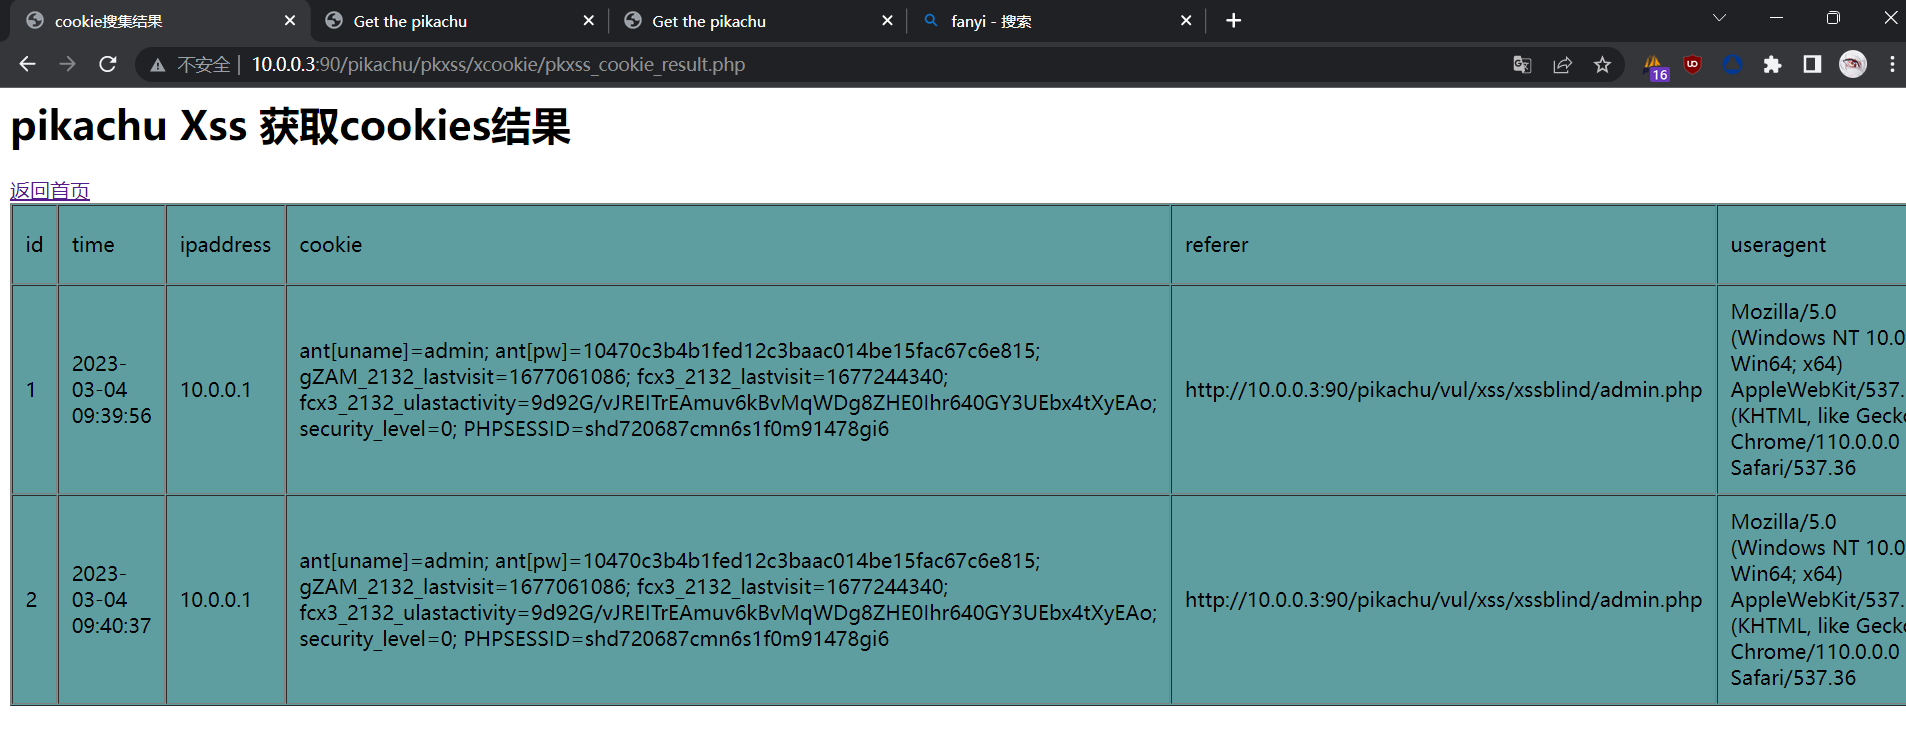 cookie搜集结果
Get the pikachu
Get the pikachu
fanyi - 搜索
不安全 | 10.0.0.3:90/pikachu/pkxss/xcookie/pkxss_cookie_result.php
16
pikachu Xss 获取cookies结果
返回首页
id time ipaddress cookie referer useragent
1
2023-
03-04
09:39:56
10.0.0.1
ant[uname]=admin; ant[pw]=10470c3b4b1fed12c3baac014be15fac67c6e815;
gZAM_2132_lastvisit=1677061086; fcx3_2132_lastvisit=1677244340;
fcx3_2132_ulastactivity=9d92G/vJREITrEAmuv6kBvMqWDg8ZHE0Ihr640GY3UEbx4tXyEAo;
security_level=0; PHPSESSID=shd720687cmn6s1f0m91478gi6
http://10.0.0.3:90/pikachu/vul/xss/xssblind/admin.php
Mozilla/5.0
(Windows NT 10.0
Win64; x64)
AppleWebKit/537.
(KHTML, like Gecko
Chrome/110.0.0.0
Safari/537.36
2
2023-
03-04
09:40:37
10.0.0.1
ant[uname]=admin; ant[pw]=10470c3b4b1fed12c3baac014be15fac67c6e815;
gZAM_2132_lastvisit=1677061086; fcx3_2132_lastvisit=1677244340;
fcx3_2132_ulastactivity=9d92G/vJREITrEAmuv6kBvMqWDg8ZHE0Ihr640GY3UEbx4tXyEAo;
security_level=0; PHPSESSID=shd720687cmn6s1f0m91478gi6
http://10.0.0.3:90/pikachu/vul/xss/xssblind/admin.php
Mozilla/5.0
(Windows NT 10.0
Win64; x64)
AppleWebKit/537.
(KHTML, like Gecko
Chrome/110.0.0.0
Safari/537.36